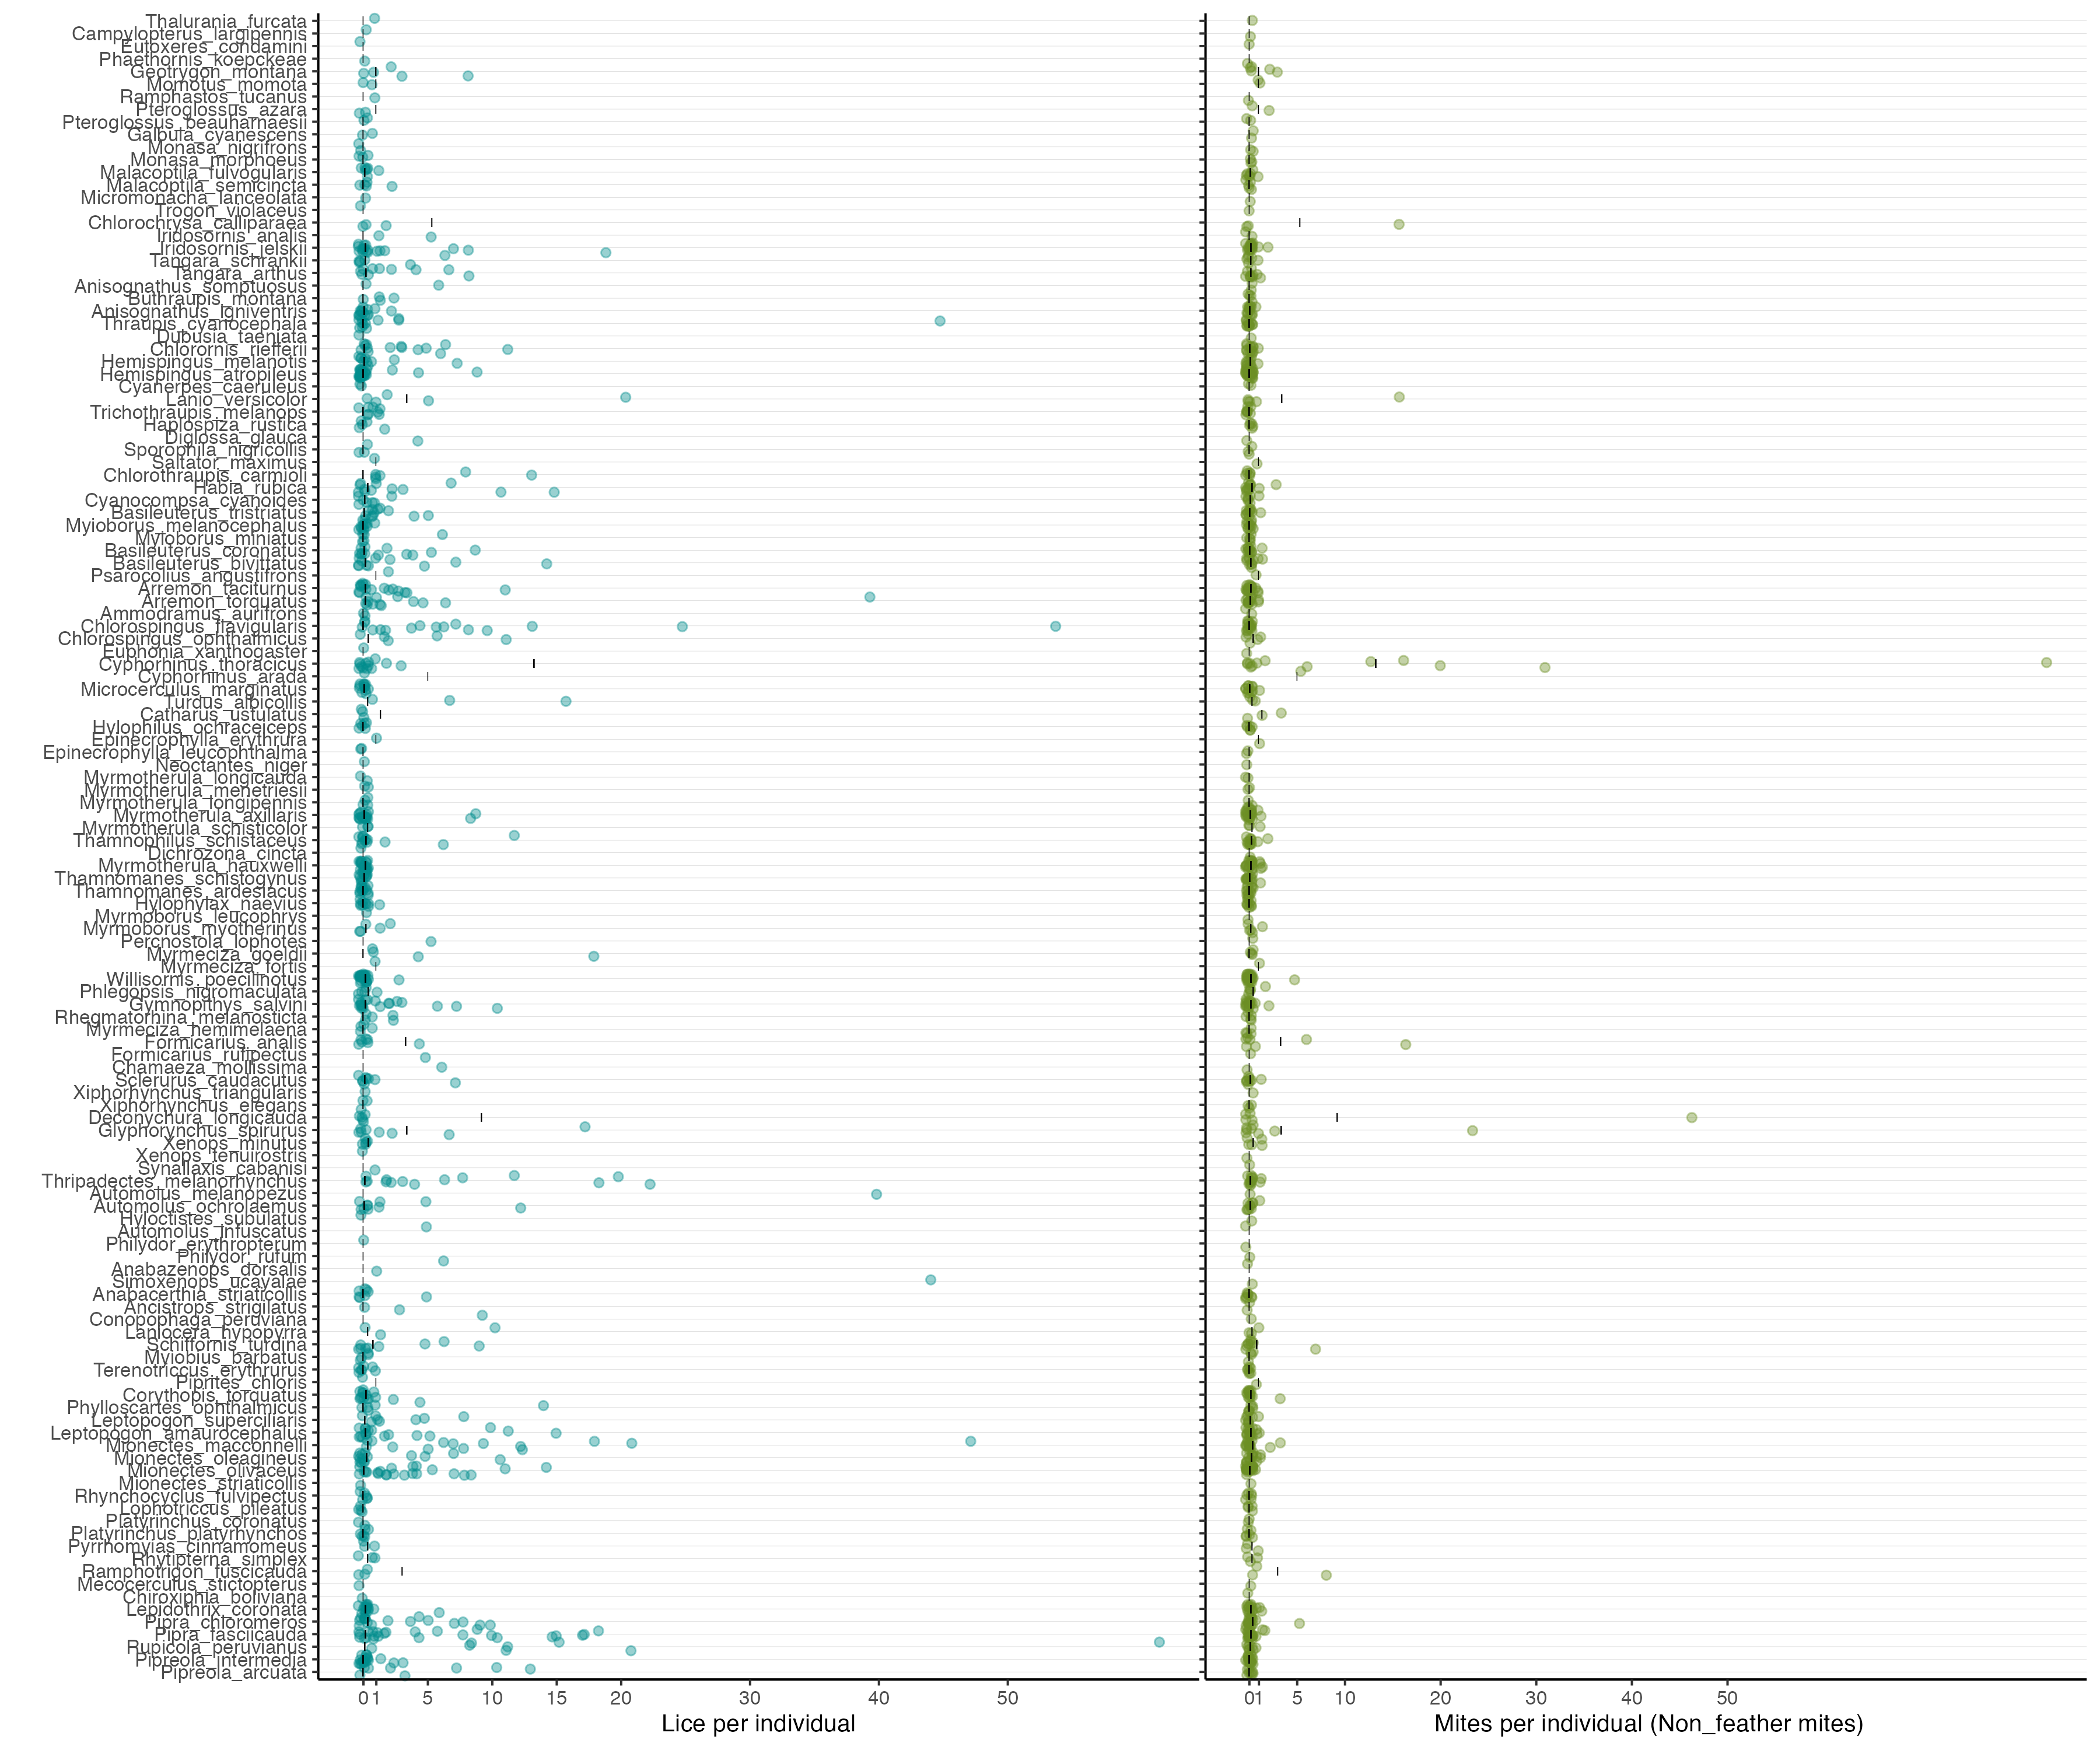 Thalurania_furcata
Campylopterus_largipennis
Eutoxeres_condamini
Phaethornis_koepckeae
Geotrygon_montana
Momotus_momota
Ramphastos_tucanus
Pteroglossus_azara
Pteroglossus_beauharnaesii
Galbula_cyanescens
Monasa_nigrifrons
Monasa_morphoeus
Malacoptila_fulvogularis
Malacoptila_semicincta
Micromonacha_lanceolata
Trogon_violaceus
Chlorochrysa_calliparaea
Iridosornis_analis
Iridosornis_jelskii
Tangara_schrankii
Tangara_arthus
Anisognathus_somptuosus
Buthraupis_montana
Anisognathus_igniventris
Thraupis_cyanocephala
Dubusia_taeniata
Chlorornis_riefferii
Hemispingus_melanotis
Hemispingus_atropileus
Cyanerpes_caeruleus
Lanio_versicolor
Trichothraupis_melanops
Haplospiza_rustica
Diglossa_glauca
Sporophila_nigricollis
Saltator_maximus
Chlorothraupis_carmioli
Habia_rubica
Cyanocompsa_cyanoides
Basileuterus_tristriatus
Myioborus_melanocephalus
Myioborus_miniatus
Basileuterus_coronatus
Basileuterus_bivittatus
Psarocolius_angustifrons
Arremon_taciturnus
Arremon_torquatus
Ammodramus_aurifrons
Chlorospingus_flavigularis
Chlorospingus_ophthalmicus
Euphonia_xanthogaster
Cyphorhinus_thoracicus
Cyphorhinus_arada
Microcerculus_marginatus
Turdus_albicollis
Catharus_ustulatus
Hylophilus_ochraceiceps
Epinecrophylla_erythrura
Epinecrophylla_leucophthalma
Neoctantes_niger
Myrmotherula_longicauda
Myrmotherula_menetriesii
Myrmotherula_longipennis
Myrmotherula_axillaris
Myrmotherula_schisticolor
Thamnophilus_schistaceus
Dichrozona_cincta
Myrmotherula_hauxwelli
Thamnomanes_schistogynus
Thamnomanes_ardesiacus
Hylophylax_naevius
Myrmoborus_leucophrys
Myrmoborus_myotherinus
Percnostola_lophotes
Myrmeciza_goeldii
Myrmeciza_fortis
Willisornis_poecilinotus
Phlegopsis_nigromaculata
Gymnopithys_salvini
Rhegmatorhina_melanosticta
Myrmeciza_hemimelaena
Formicarius_analis
Formicarius_rufipectus
Chamaeza_mollissima
Sclerurus_caudacutus
Xiphorhynchus_triangularis
Xiphorhynchus_elegans
Deconychura_longicauda
Glyphorynchus_spirurus
Xenops_minutus
Xenops_tenuirostris
Synallaxis_cabanisi
Thripadectes_melanorhynchus
Automolus_melanopezus
Automolus_ochrolaemus
Hyloctistes_subulatus
Automolus_infuscatus
Philydor_erythropterum
Philydor_rufum
Anabazenops_dorsalis
Simoxenops_ucayalae
Anabacerthia_striaticollis
Ancistrops_strigilatus
Conopophaga_peruviana
Laniocera_hypopyrra
Schiffornis_turdina
Myiobius_barbatus
Terenotriccus_erythrurus
Piprites_chloris
Corythopis_torquatus
Phylloscartes_ophthalmicus
Leptopogon_superciliaris
Leptopogon_amaurocephalus
Mionectes_macconnelli
Mionectes_oleagineus
Mionectes_olivaceus
Mionectes_striaticollis
Rhynchocyclus_fulvipectus
Lophotriccus_pileatus
Platyrinchus_coronatus
Platyrinchus_platyrhynchos
Pyrrhomyias_cinnamomeus
Rhytipterna_simplex
Ramphotrigon_fuscicauda
Mecocerculus_stictopterus
Chiroxiphia_boliviana
Lepidothrix_coronata
Pipra_chloromeros
Pipra_fasciicauda
Rupicola_peruvianus
Pipreola_intermedia
Pipreola_arcuata
0 1 5 10 15 20 30 40 50
Lice per individual
0 1 5 10 20 30 40 50
Mites per individual (Non_feather mites)